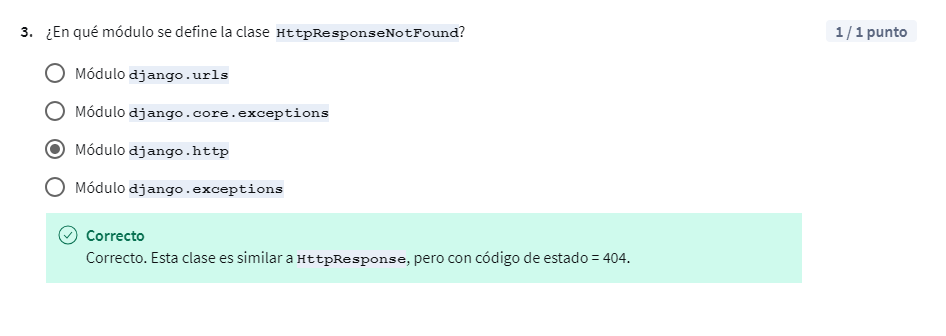 3. ¿En qué módulo se define la clase HttpResponseNotFound?
1 / 1 punto
Módulo django.urls
Módulo django.core.exceptions
Módulo django.http
Módulo django.exceptions
Correcto
Correcto. Esta clase es similar a HttpResponse, pero con código de estado = 404.